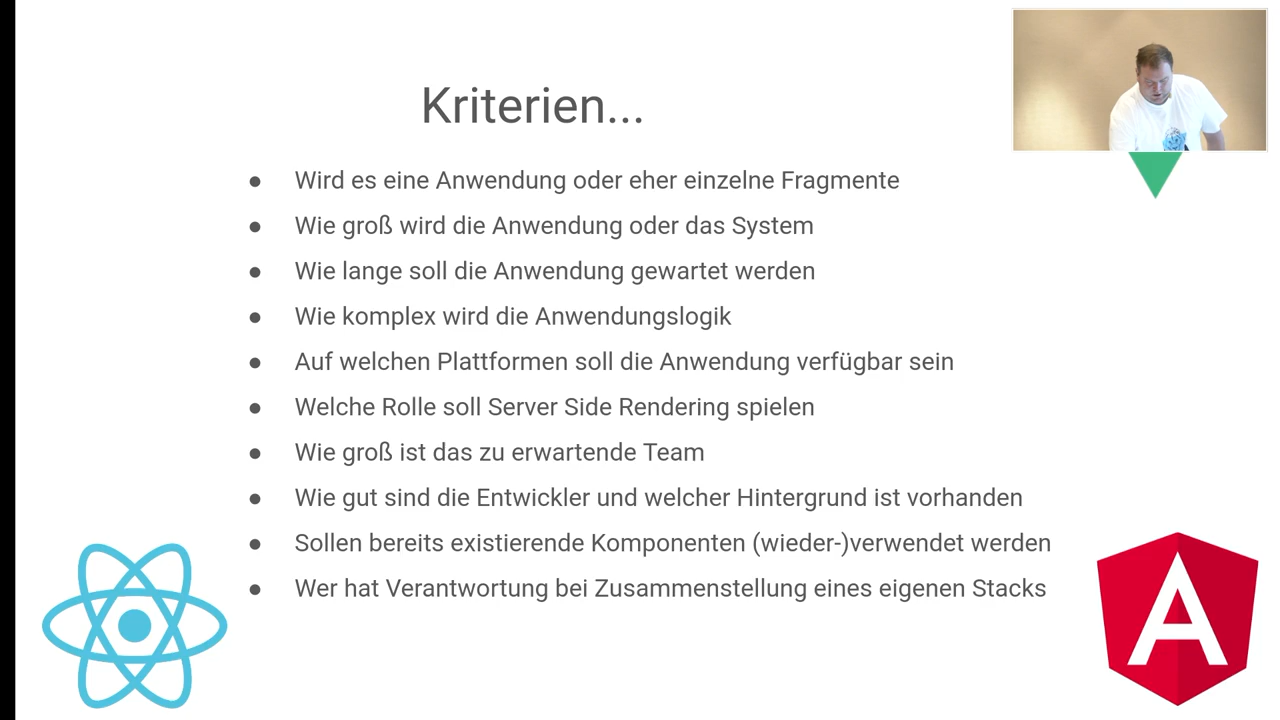 Kriterien...
● Wird es eine Anwendung oder eher einzelne Fragmente
● Wie groß wird die Anwendung oder das System
● Wie lange soll die Anwendung gewartet werden
● Wie komplex wird die Anwendungslogik
● Auf welchen Plattformen soll die Anwendung verfügbar sein
● Welche Rolle soll Server Side Rendering spielen
● Wie groß ist das zu erwartende Team
● Wie gut sind die Entwickler und welcher Hintergrund ist vorhanden
● Sollen bereits existierende Komponenten (wieder-)verwendet werden
● Wer hat Verantwortung bei Zusammenstellung eines eigenen Stacks
A